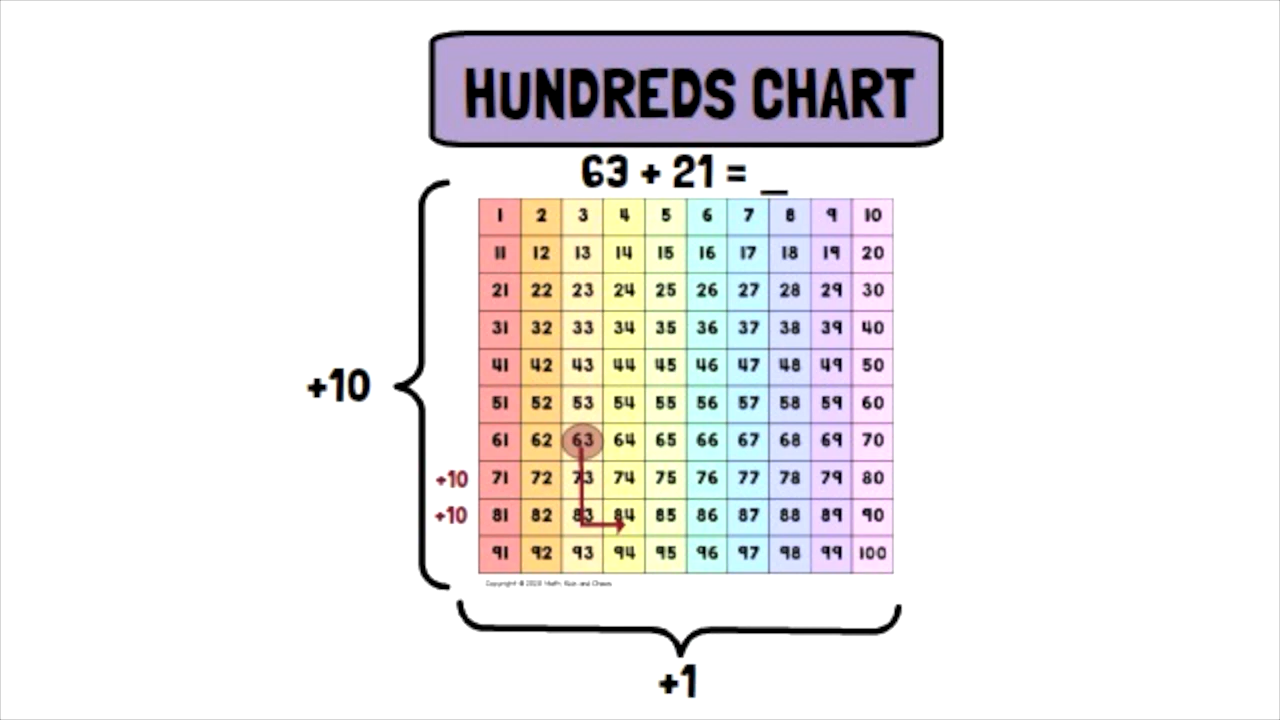 HUNDREDS CHART
63 + 21 = _
1 2 3 4 5 6 7 8 9 10
11 12 13 14 15 16 17 18 19 20
21 22 23 24 25 26 27 28 29 30
31 32 33 34 35 36 37 38 39 40
+10
41 42 43 44 45 46 47 48 49 50
51 52 53 54 55 56 57 58 59 60
61 62 63 64 65 66 67 68 69 70
+10 71 72 73 74 75 76 77 78 79 80
+10 81 82 83 84 85 86 87 88 89 90
91 92 93 94 95 96 97 98 99 100
Copyright © Math, Kids and Chaos
+1